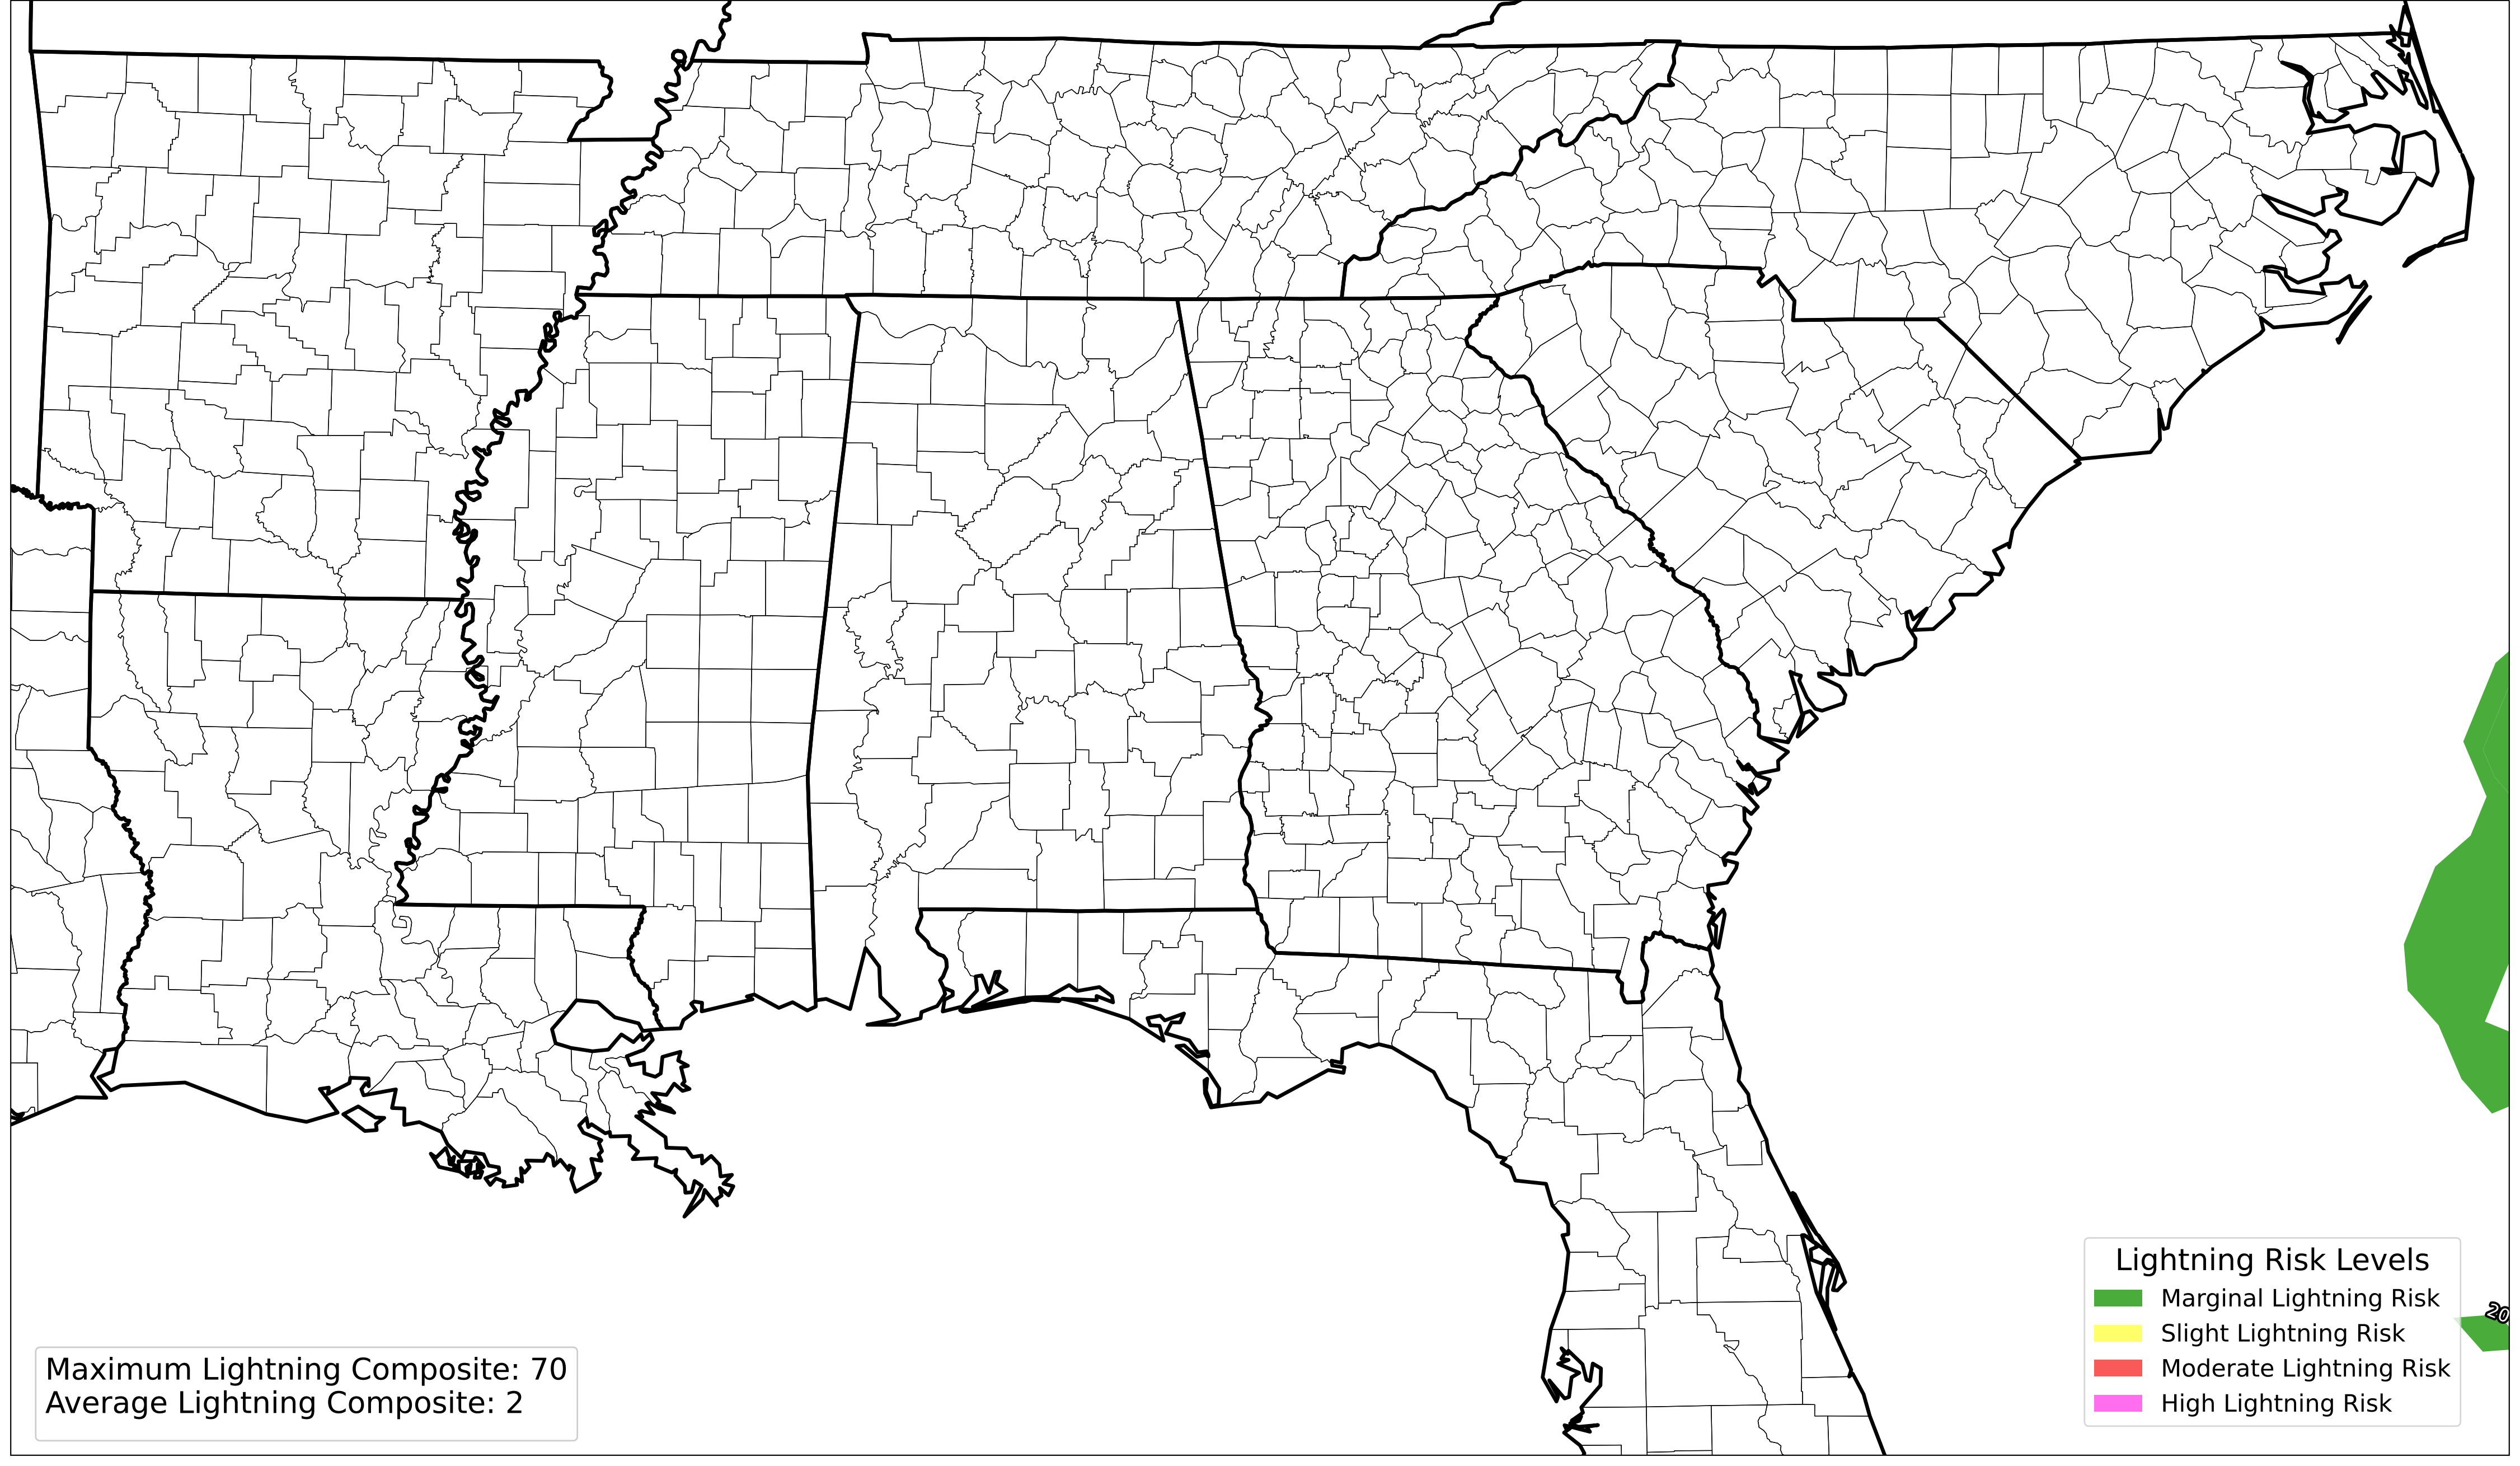 Lightning Risk Levels
Marginal Lightning Risk
Slight Lightning Risk
Moderate Lightning Risk
High Lightning Risk
20
Maximum Lightning Composite: 70
Average Lightning Composite: 2